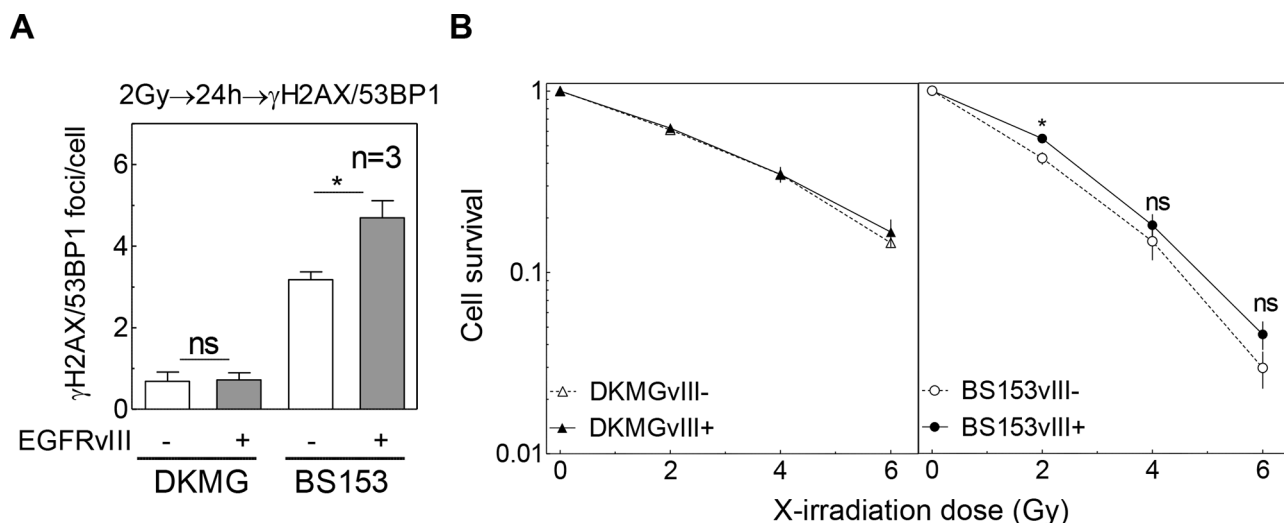 A
2Gy→24h→γH2AX/53BP1
γH2AX/53BP1 foci/cell
6
4
2
0
n=3
*
ns
EGFRvIII - + - +
DKMG BS153
B
Cell survival
1
0.1
0.01
DKMGvIII-
DKMGvIII+
0 2 4 6
*
ns
ns
BS153vIII-
BS153vIII+
0 2 4 6
X-irradiation dose (Gy)